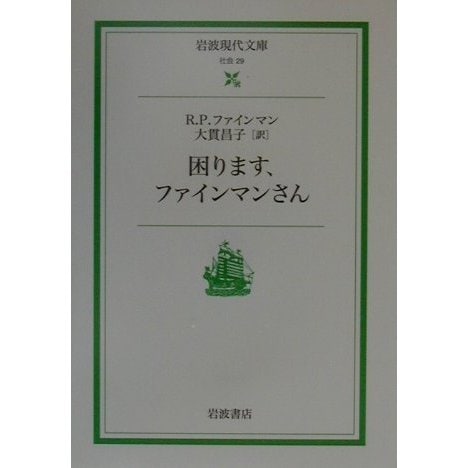 岩波現代文庫
社会 29
R.P.ファインマン
大貫昌子[訳]
困ります、
ファインマンさん
岩波書店